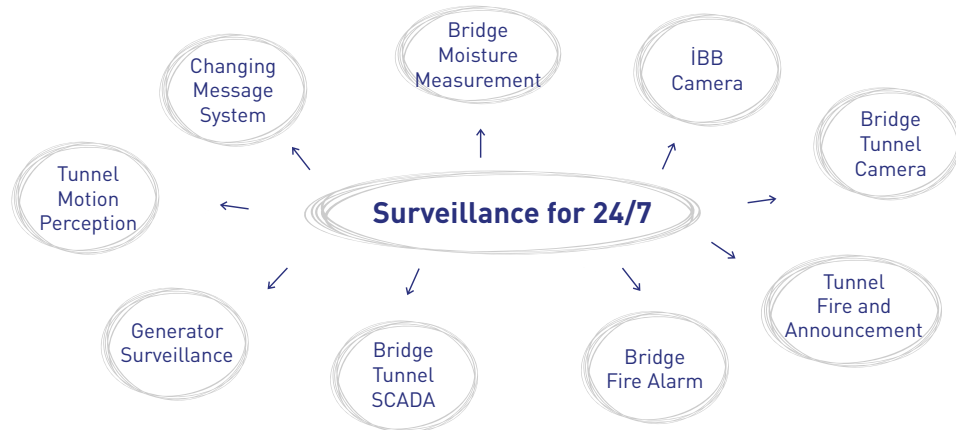 Bridge
Moisture
Measurement
İBB
Camera
Changing
Message
System
Bridge
Tunnel
Camera
Tunnel
Motion
Perception
Surveillance for 24/7
Tunnel
Fire and
Announcement
Generator
Surveillance
Bridge
Tunnel
SCADA
Bridge
Fire Alarm